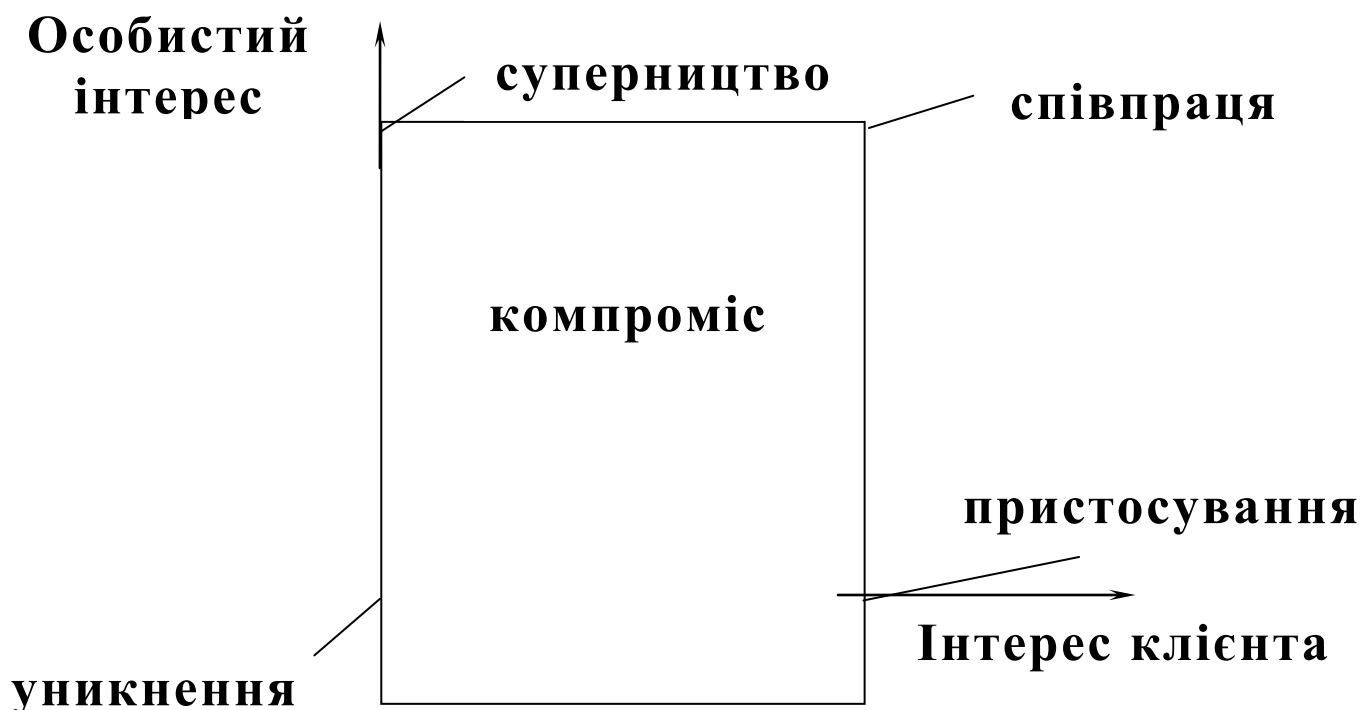 Особистий
інтерес
суперництво
співпраця
компроміс
пристосування
Інтерес клієнта
уникнення